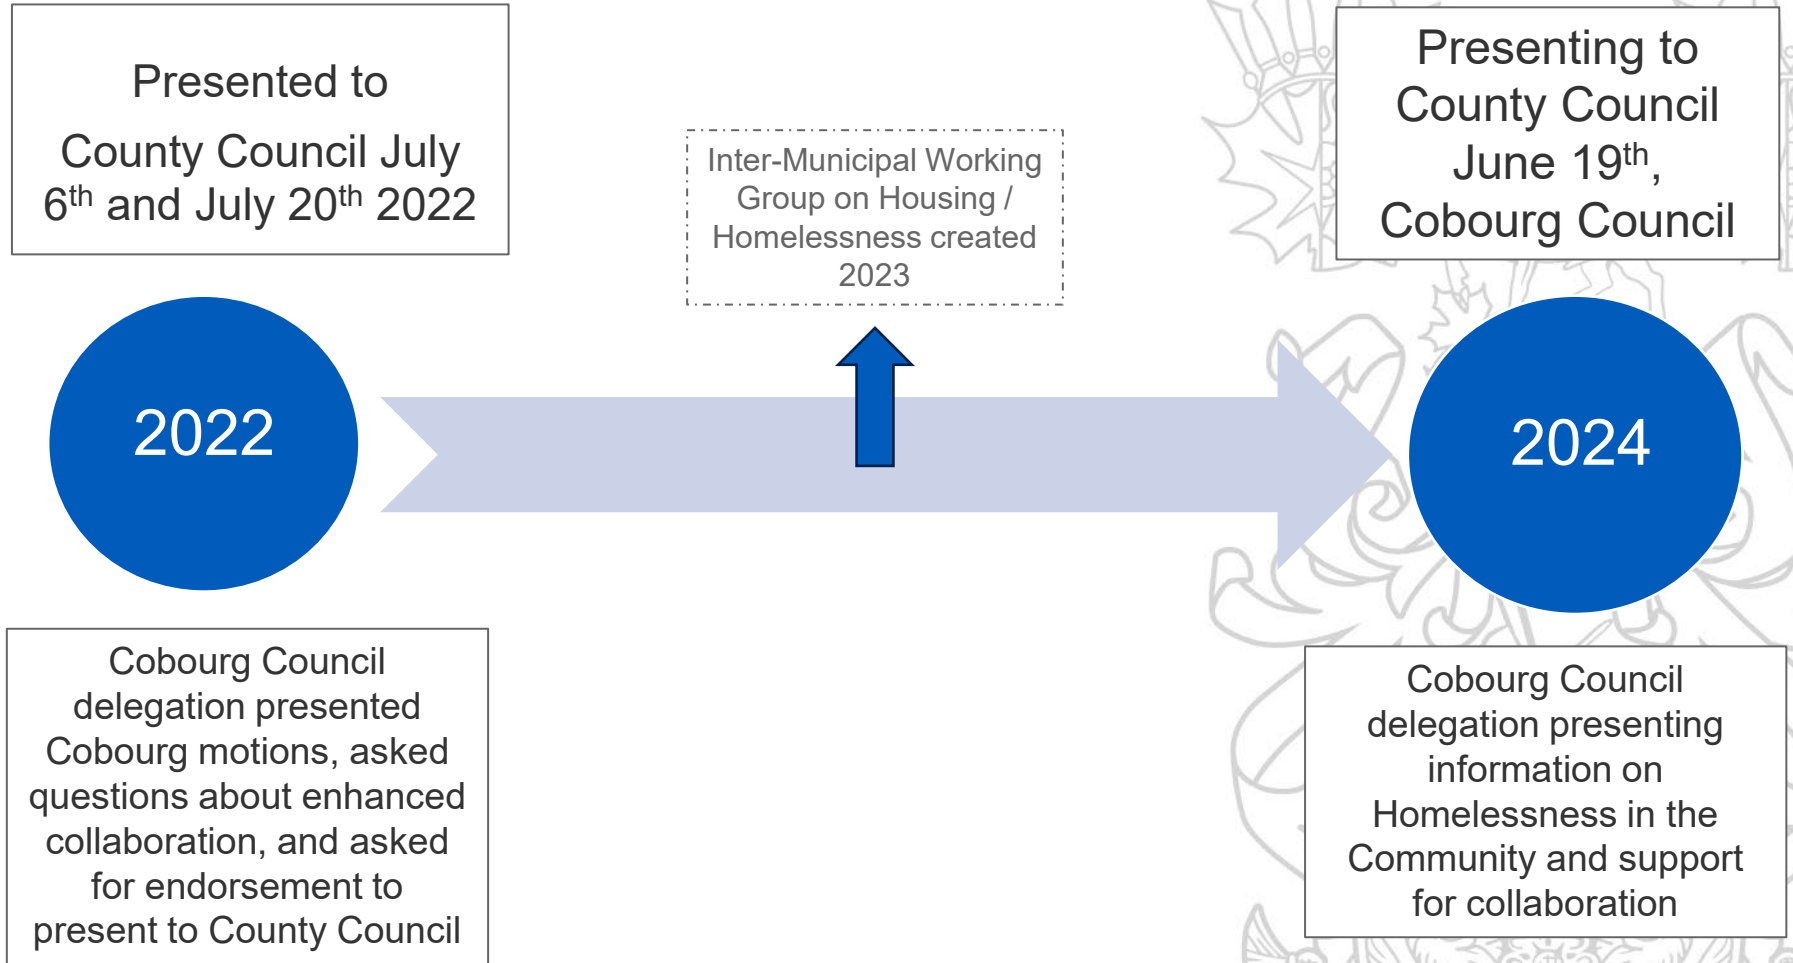 Presented to
County Council July
6th and July 20th 2022
Inter-Municipal Working
Group on Housing /
Homelessness created
2023
Presenting to
County Council
June 19th,
Cobourg Council
2022
2024
Cobourg Council
delegation presented
Cobourg motions, asked
questions about enhanced
collaboration, and asked
for endorsement to
present to County Council
Cobourg Council
delegation presenting
information on
Homelessness in the
Community and support
for collaboration